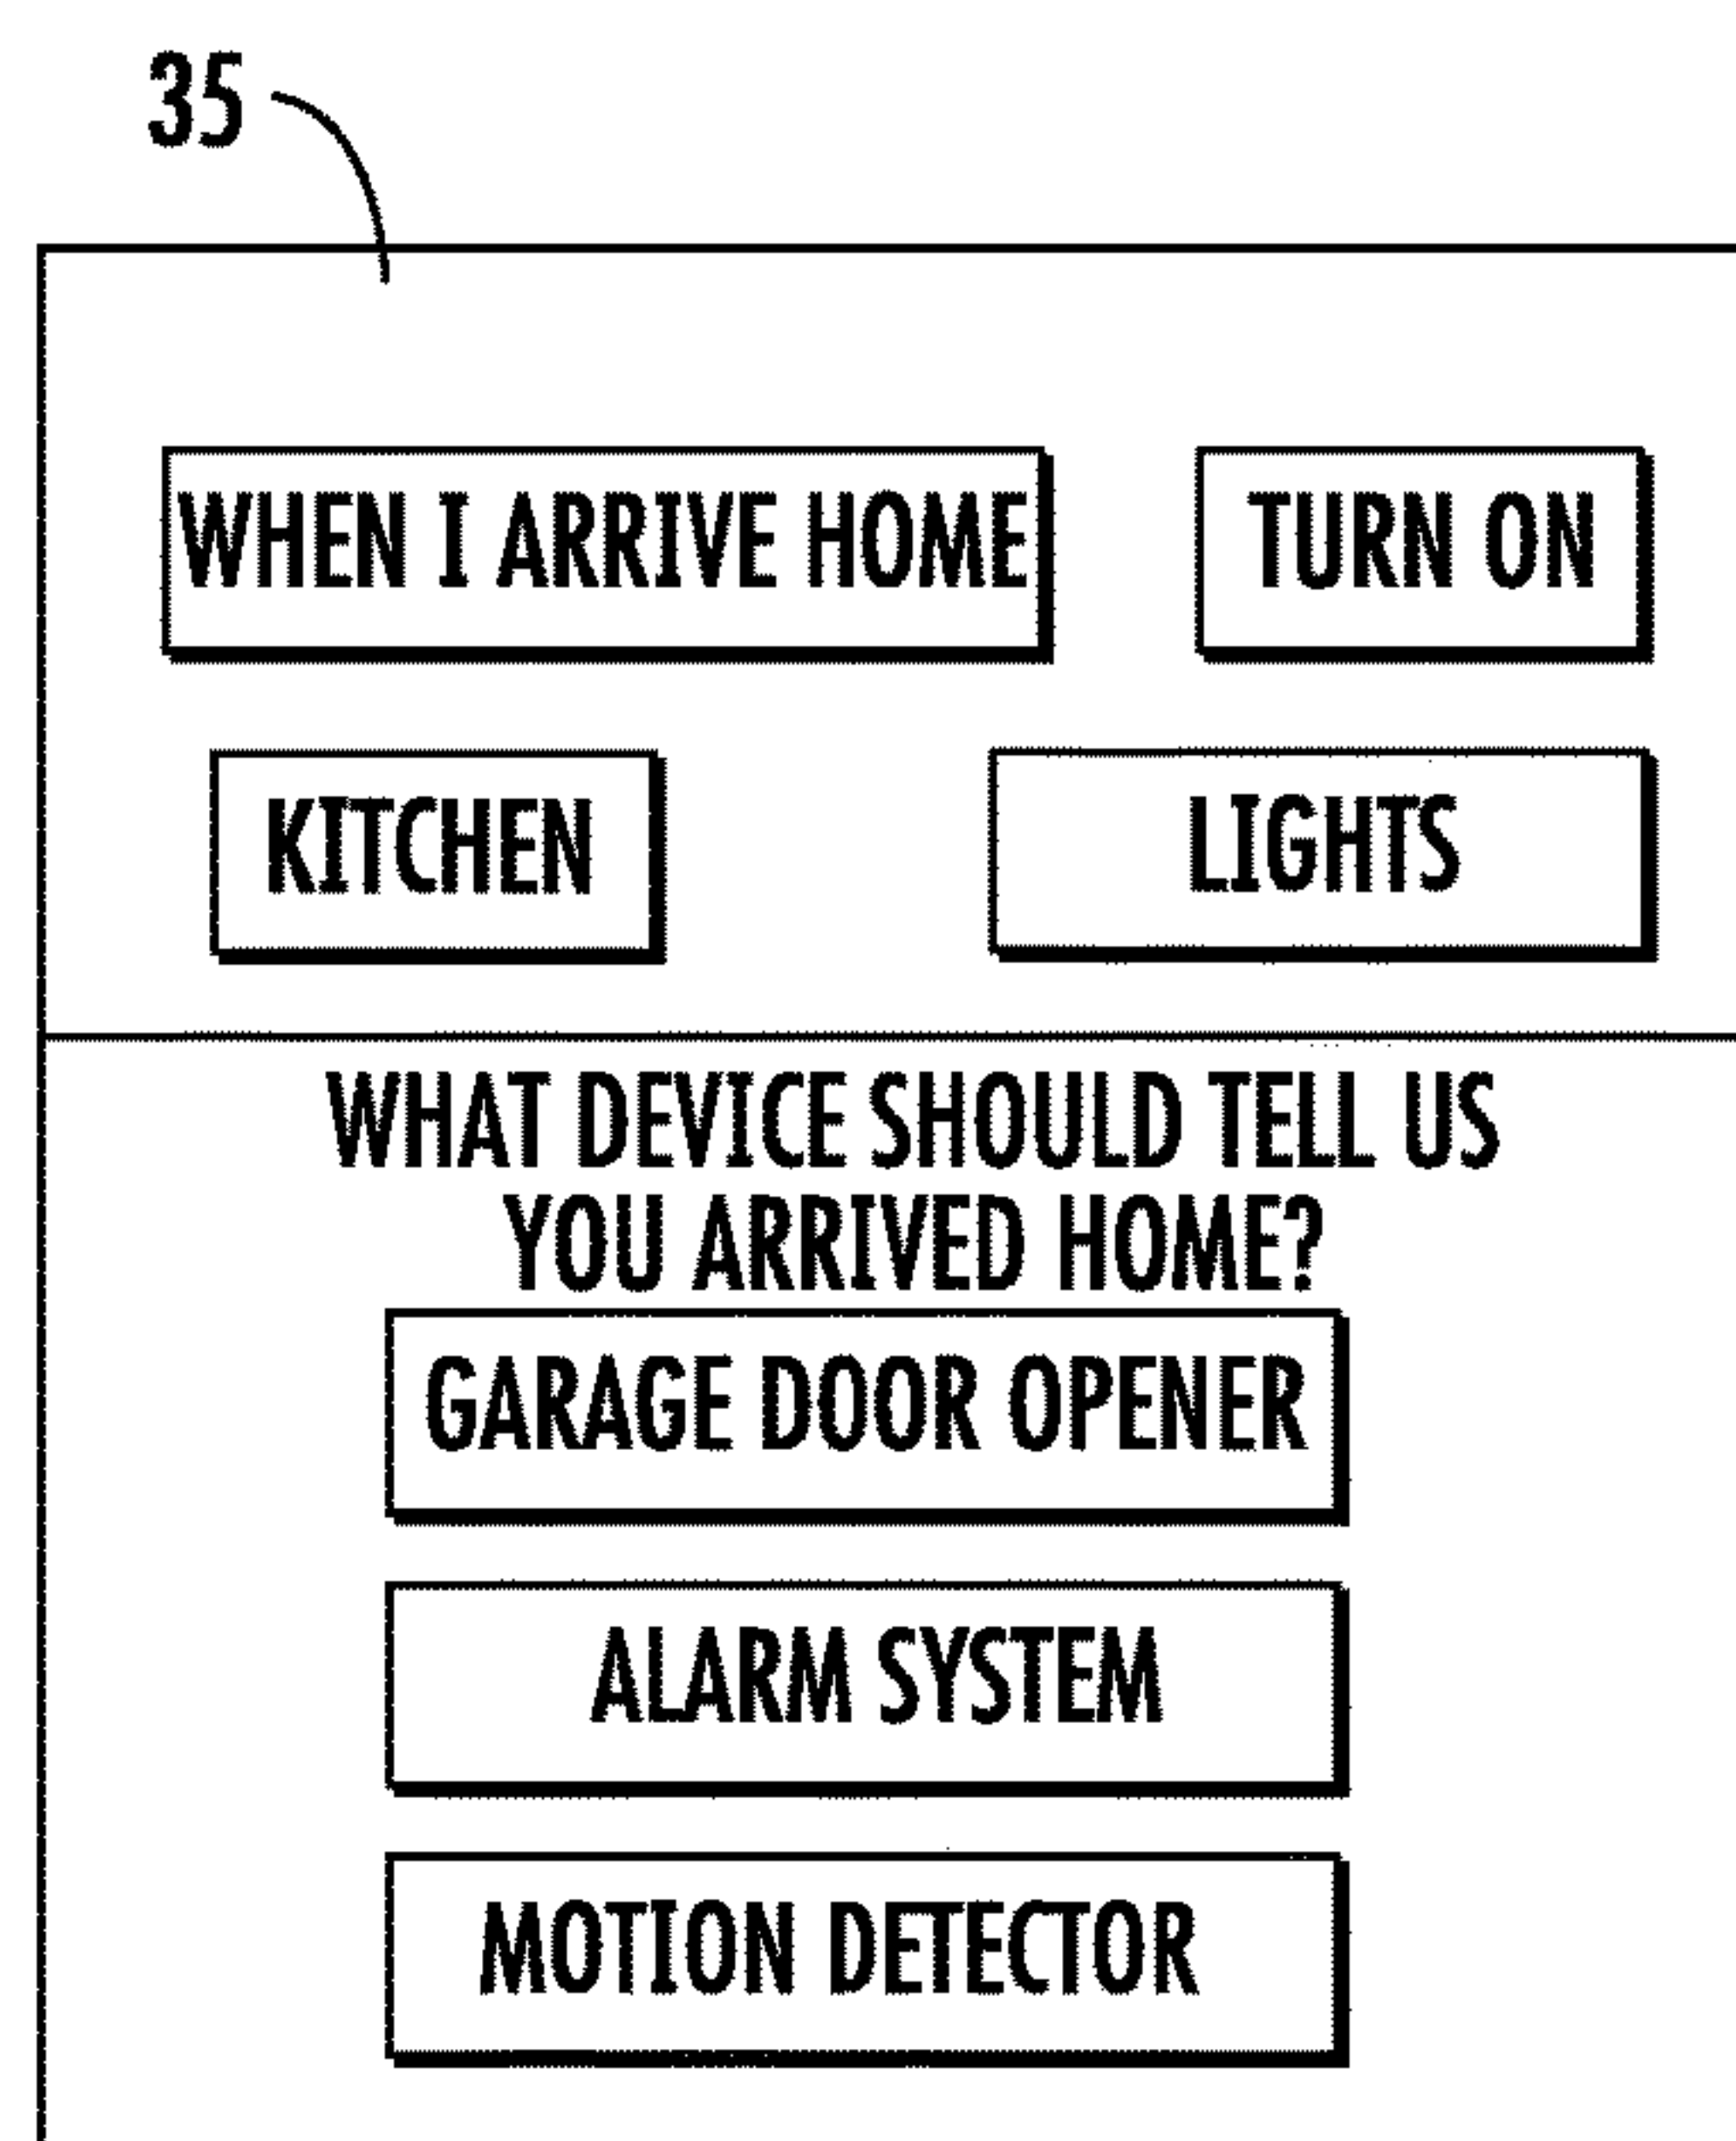 35
WHEN I ARRIVE HOME TURN ON
KITCHEN LIGHTS
WHAT DEVICE SHOULD TELL US
YOU ARRIVED HOME?
GARAGE DOOR OPENER
ALARM SYSTEM
MOTION DETECTOR